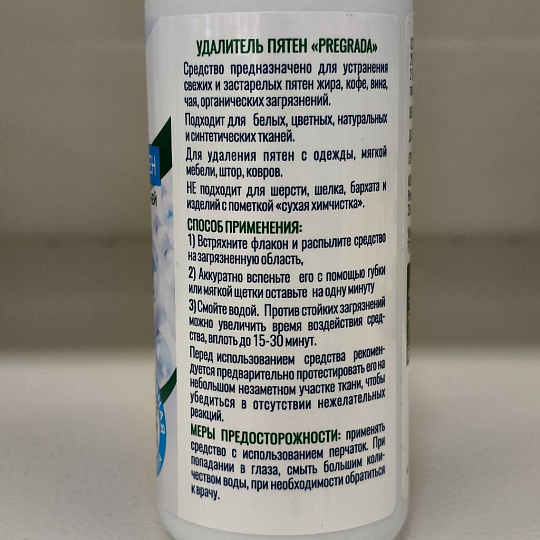 УДАЛИТЕЛЬ ПЯТЕН «PREGRADA»
Средство предназначено для устранения
свежих и застарелых пятен жира, кофе, вина,
чая, органических загрязнений.
Подходит для белых, цветных, натуральных
и синтетических тканей.
Для удаления пятен с одежды, мягкой
мебели, штор, ковров.
НЕ подходит для шерсти, шелка, бархата и
изделий с пометкой «сухая химчистка».
СПОСОБ ПРИМЕНЕНИЯ:
1) Встряхните флакон и распылите средство
на загрязненную область,
2) Аккуратно вспеньте его с помощью губки
или мягкой щетки оставьте на одну минуту
3) Смойте водой. Против стойких загрязнений
можно увеличить время воздействия сред-
ства, вплоть до 15-30 минут.
Перед использованием средства рекомен-
дуется предварительно протестировать его на
небольшом незаметном участке ткани, чтобы
убедиться в отсутствии нежелательных
реакций.
МЕРЫ ПРЕДОСТОРОЖНОСТИ: применять
средство с использованием перчаток. При
попадании в глаза, смыть большим коли-
чеством воды, при необходимости обратиться
к врачу.